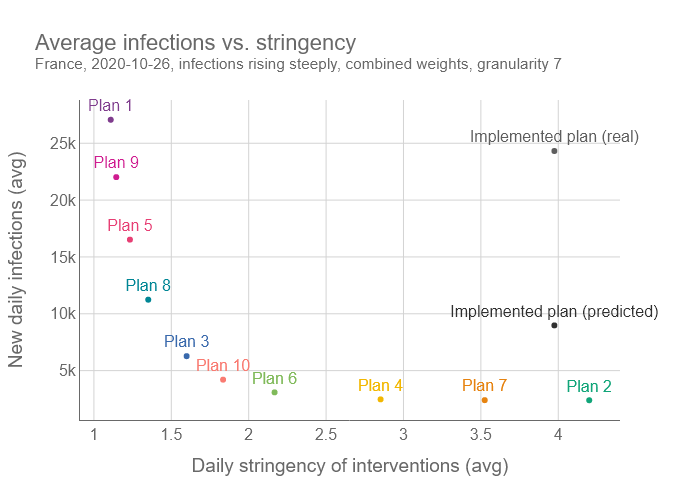 Average infections vs. stringency
France, 2020-10-26, infections rising steeply, combined weights, granularity 7
Plan 1
Implemented plan (real)
25k
Plan 9
20k
Plan 5
15k
Plan 8
Implemented plan (predicted)
10k
Plan 3
Plan 10
Plan 6
5k
Plan 4
Plan 7
Plan 2
New daily infections (avg)
1
1.5
2
2.5
3
3.5
4
Daily stringency of interventions (avg)